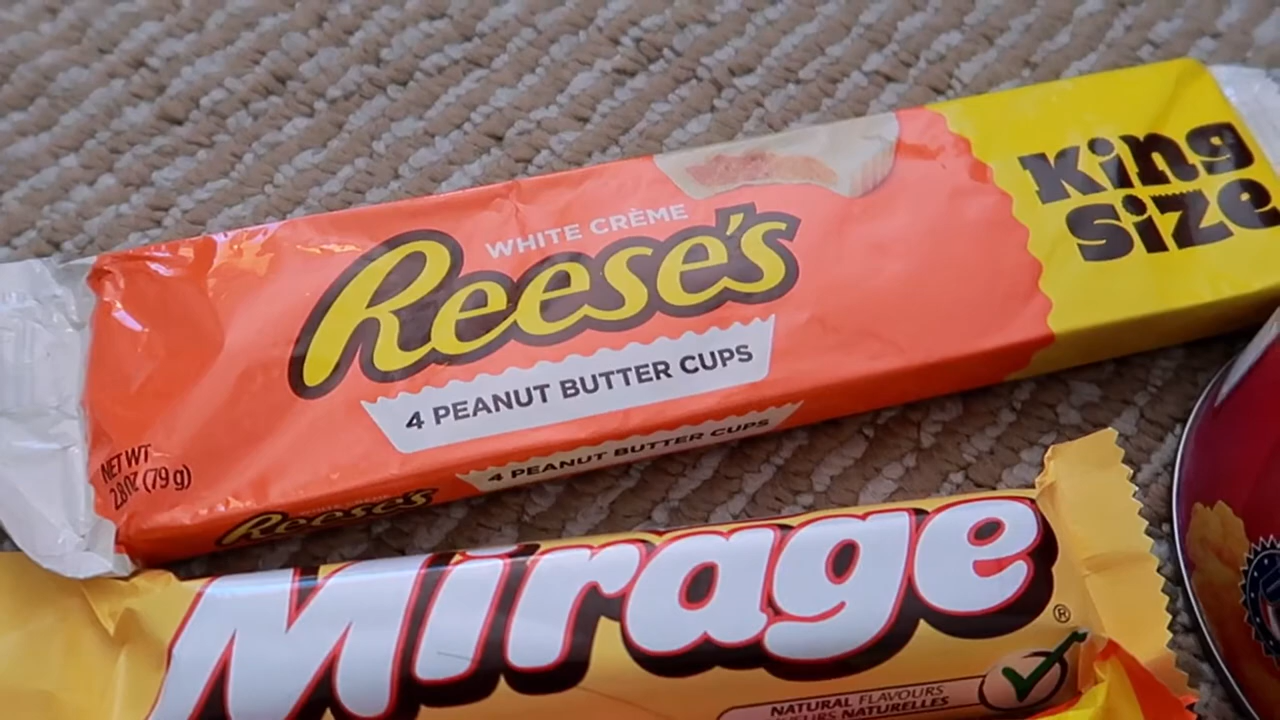 WHITE CRÈME
Reese's
4 PEANUT BUTTER CUPS
King
Size
NET WT
2.8 OZ (79 g)
4 PEANUT BUTTER CUPS
Reese's
Mirage®
NATURAL FLAVOURS
NATURELLES